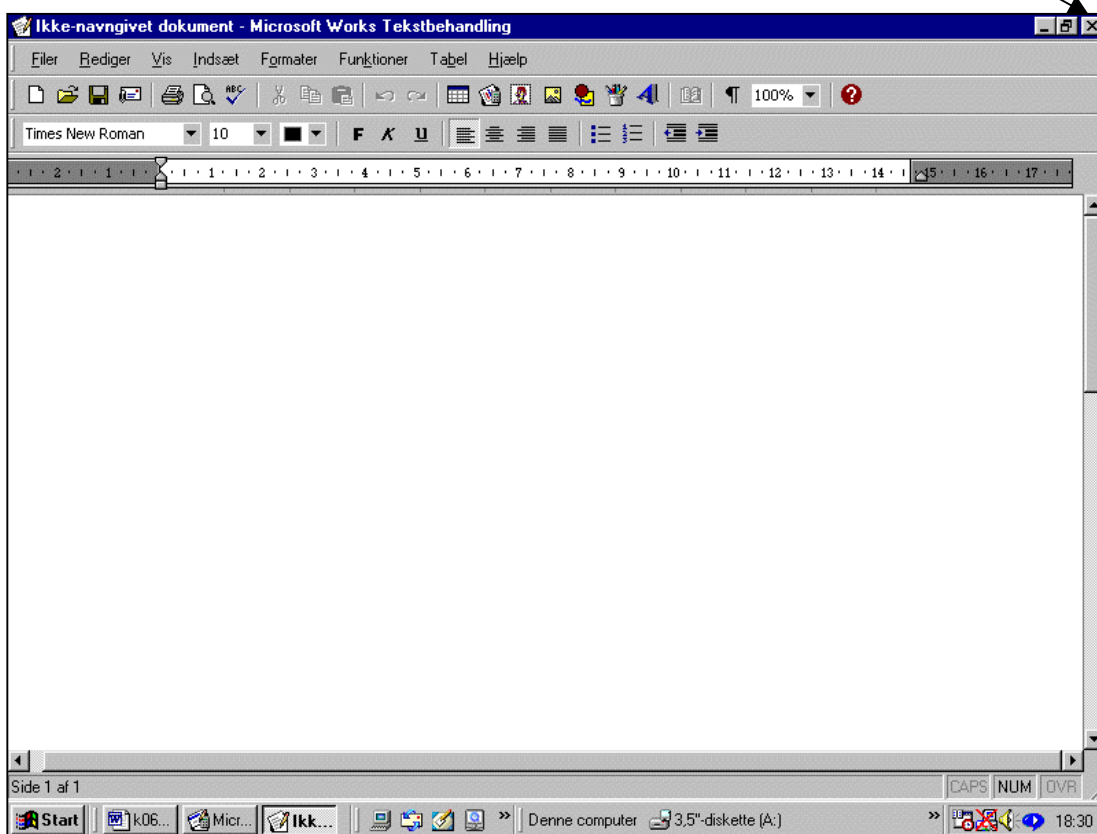 Ikke-navngivet dokument - Microsoft Works Tekstbehandling
Filer Rediger Vis Indsæt Formater Funktioner Tabel Hjælp
ABC ¶ 100% ?
Times New Roman 10 F K U
2 1 1 2 3 4 5 6 7 8 9 10 11 12 13 14 15 16 17
Side 1 af 1 CAPS NUM OVR
Start k06... Micr... Ikk... » Denne computer 3,5"-diskette (A:) » 18:30